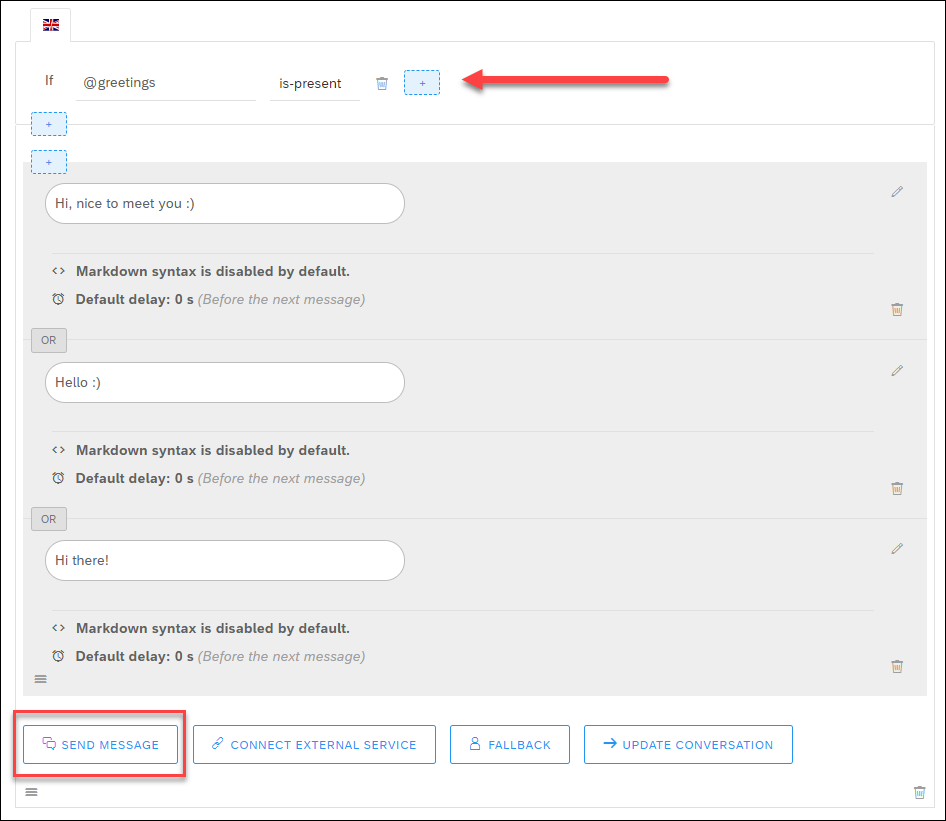 If @greetings is-present +
+
+
Hi, nice to meet you :)
<> Markdown syntax is disabled by default.
Default delay: 0 s (Before the next message)
OR
Hello :)
<> Markdown syntax is disabled by default.
Default delay: 0 s (Before the next message)
OR
Hi there!
<> Markdown syntax is disabled by default.
Default delay: 0 s (Before the next message)
SEND MESSAGE CONNECT EXTERNAL SERVICE FALLBACK UPDATE CONVERSATION